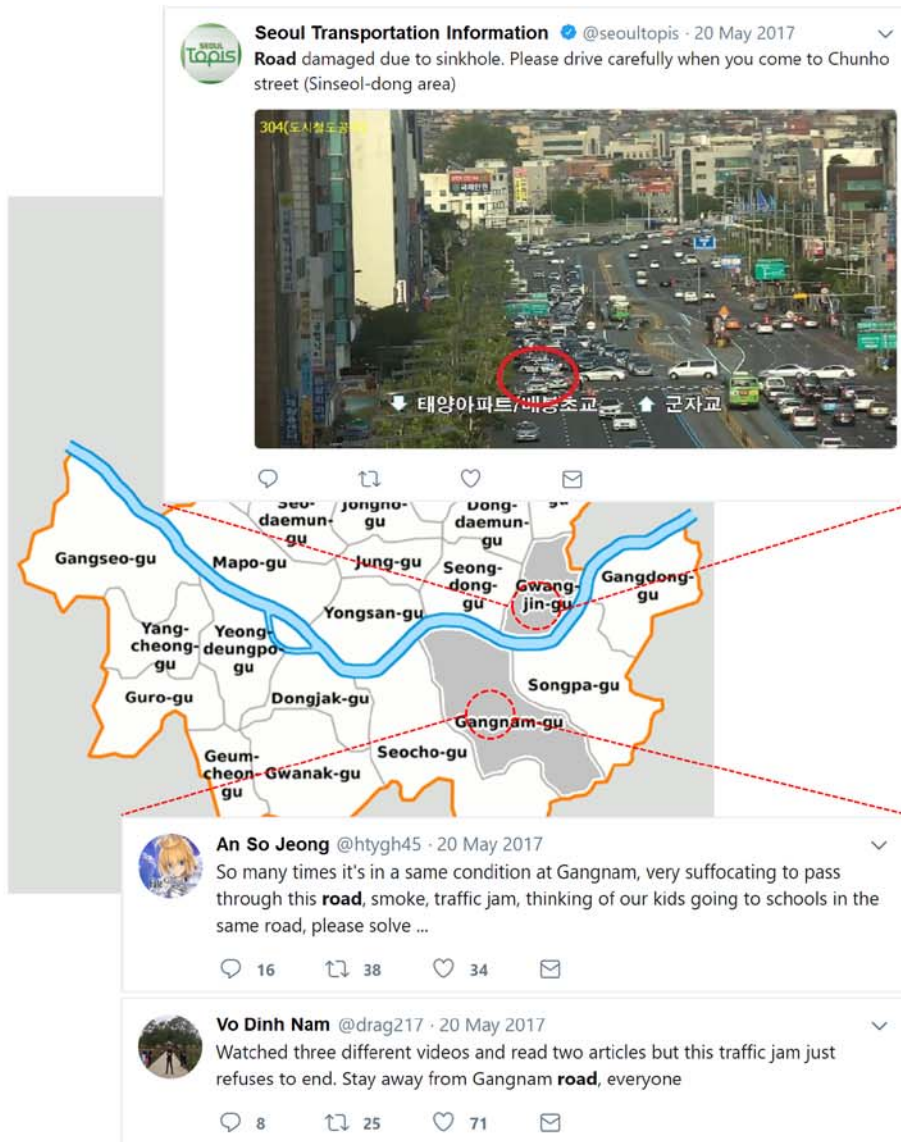 Seoul Transportation Information @seoultopis · 20 May 2017
SEOUL
Topis
Road damaged due to sinkhole. Please drive carefully when you come to Chunho
street (Sinseol-dong area)
304(도시철도공
태양아파트/배봉초교 군자교
Seo-
daemun-
gu
Jongno-
gu
Dong-
daemun-
gu
gu
Gangseo-gu
Mapo-gu
Jung-gu
Seong-
dong-
gu
Gwang-
jin-gu
Gangdong-
gu
Yang-
cheong-
gu
Yeong-
deungpo-
gu
Yongsan-gu
Guro-gu
Dongjak-gu
Songpa-gu
Gangnam-gu
Geum-
cheon-
gu
Gwanak-gu
Seocho-gu
An So Jeong @htygh45 · 20 May 2017
So many times it's in a same condition at Gangnam, very suffocating to pass
through this road, smoke, traffic jam, thinking of our kids going to schools in the
same road, please solve ...
16 38 34
Vo Dinh Nam @drag217 · 20 May 2017
Watched three different videos and read two articles but this traffic jam just
refuses to end. Stay away from Gangnam road, everyone
8 25 71